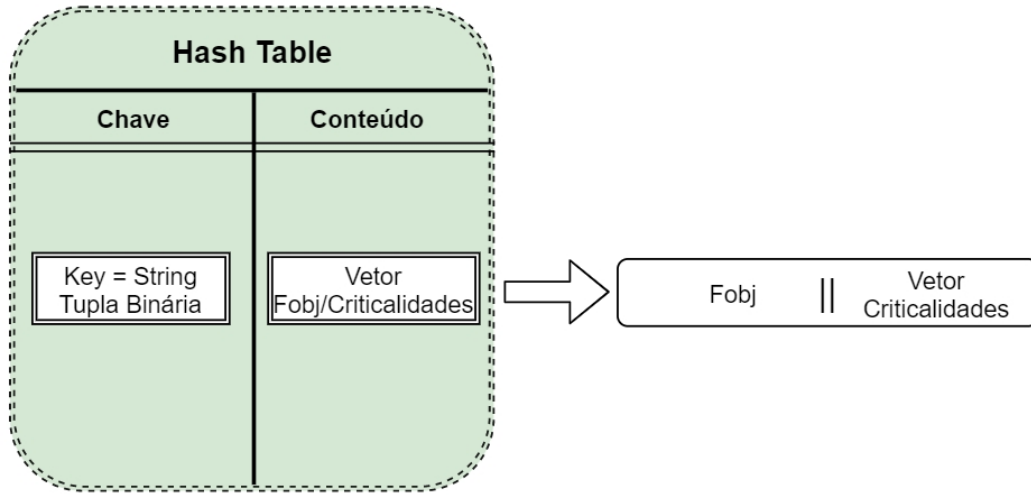 Hash Table
Chave
Conteúdo
Key = String
Tupla Binária
Vetor
Fobj/Criticalidades
Fobj
||
Vetor
Criticalidades